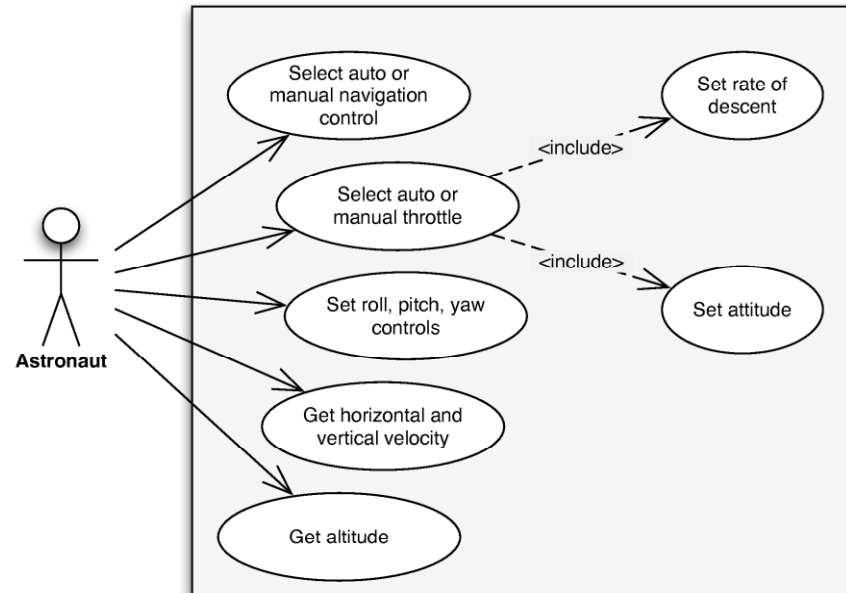 Select auto or
manual navigation
control
Set rate of
descent
<include>
Select auto or
manual throttle
<include>
Set roll, pitch, yaw
controls
Set attitude
Astronaut
Get horizontal and
vertical velocity
Get altitude